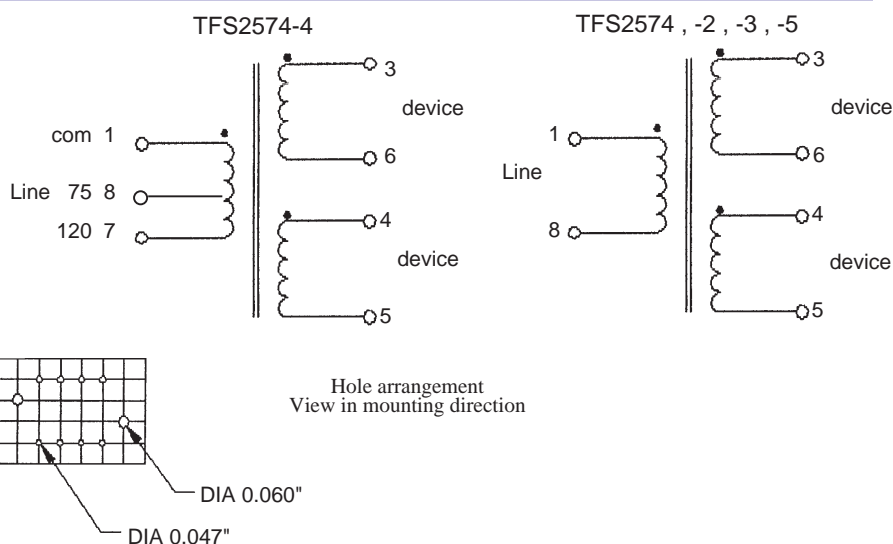 TFS2574-4
3
device
com 1
6
Line 75 8
120 7
4
device
5
TFS2574 , -2 , -3 , -5
3
device
1
6
Line
8
4
device
5
Hole arrangement
View in mounting direction
DIA 0.060"
DIA 0.047"